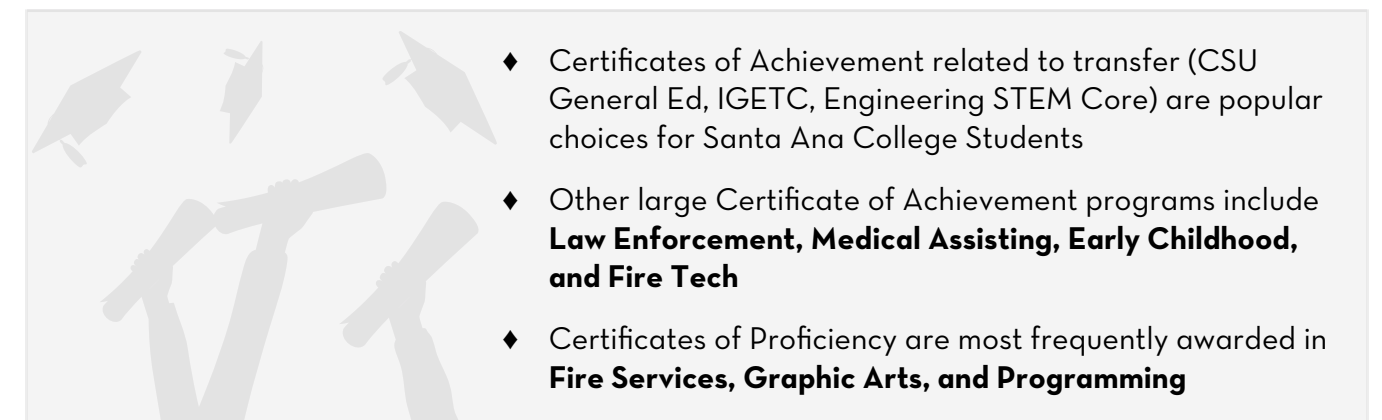 ♦ Certificates of Achievement related to transfer (CSU
General Ed, IGETC, Engineering STEM Core) are popular
choices for Santa Ana College Students
♦ Other large Certificate of Achievement programs include
Law Enforcement, Medical Assisting, Early Childhood,
and Fire Tech
♦ Certificates of Proficiency are most frequently awarded in
Fire Services, Graphic Arts, and Programming